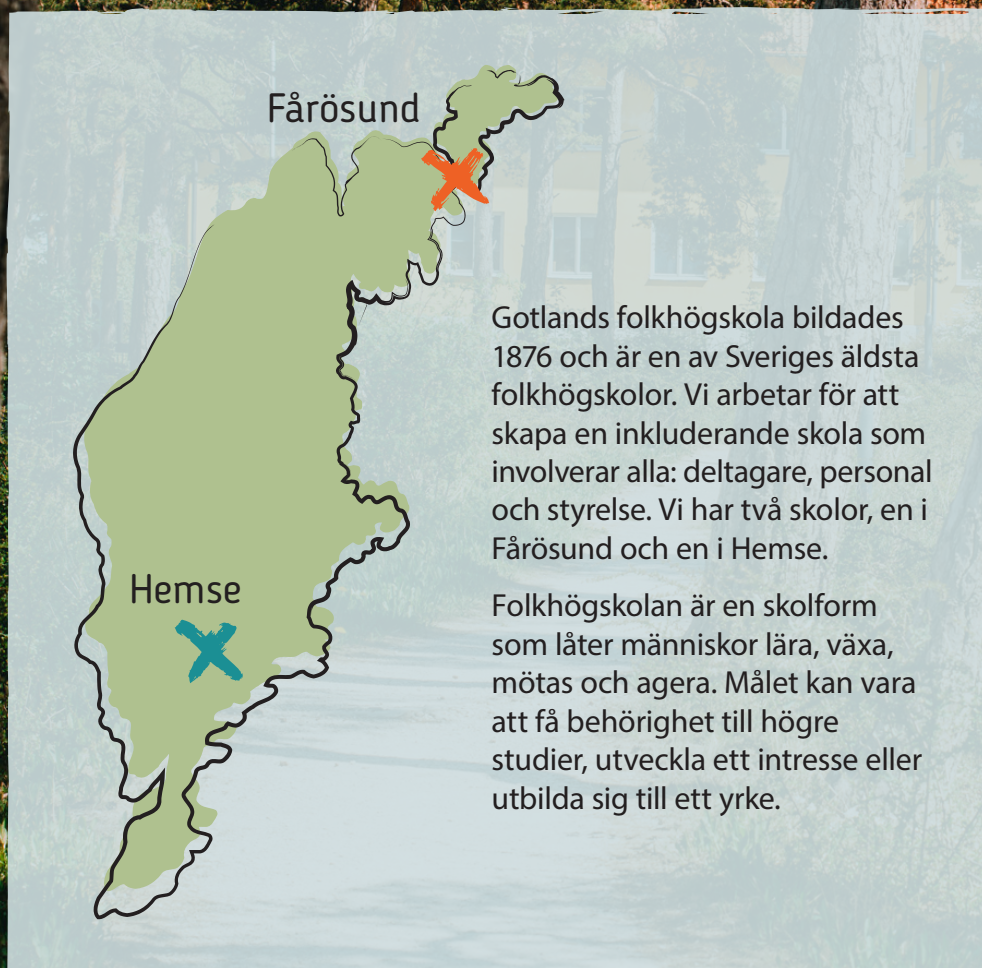 Fårösund
Gotlands folkhögskola bildades
1876 och är en av Sveriges äldsta
folkhögskolor. Vi arbetar för att
skapa en inkluderande skola som
involverar alla: deltagare, personal
och styrelse. Vi har två skolor, en i
Fårösund och en i Hemse.
Hemse
Folkhögskolan är en skolform
som låter människor lära, växa,
mötas och agera. Målet kan vara
att få behörighet till högre
studier, utveckla ett intresse eller
utbilda sig till ett yrke.